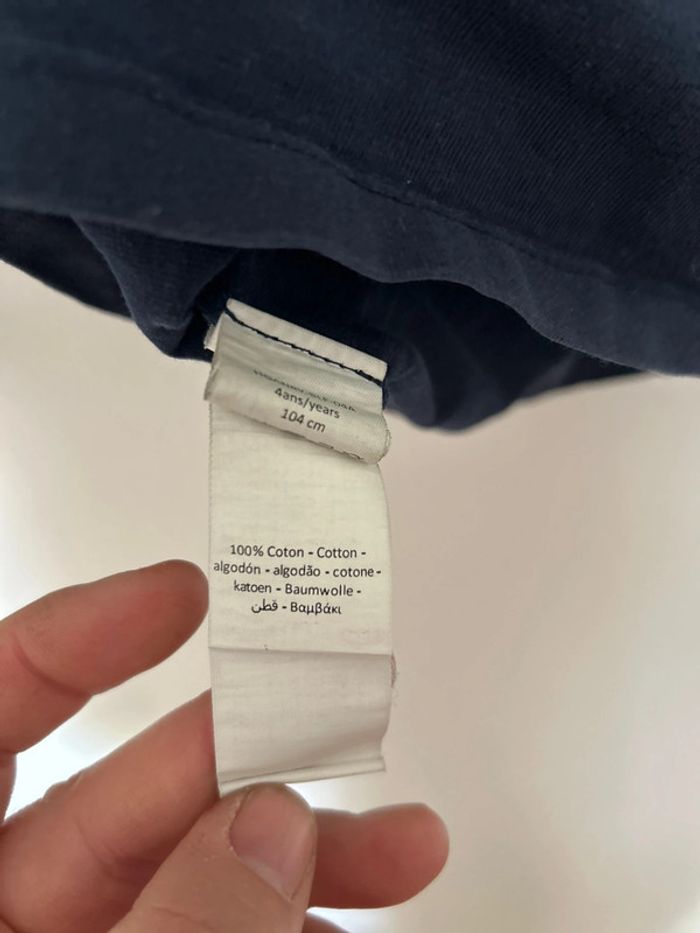 4ans/years
104 cm
100% Coton - Cotton -
algodón - algodão - cotone -
katoen - Baumwolle -
قطن - Βαμβάκι